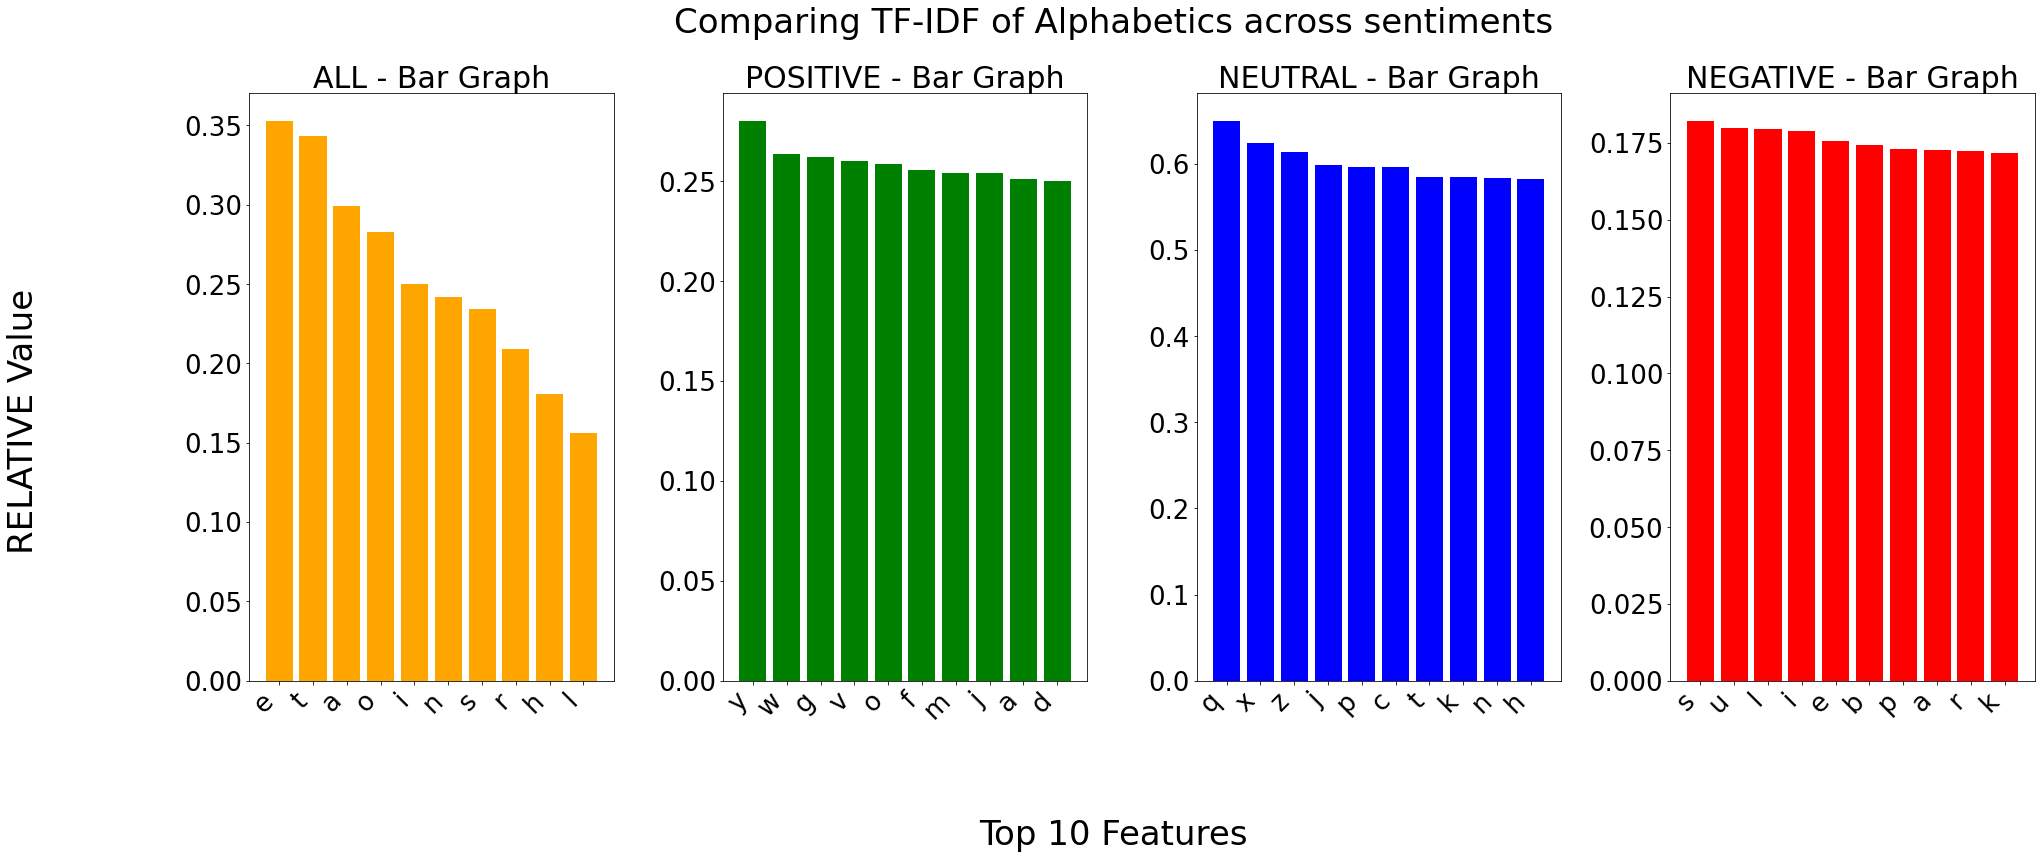 Comparing TF-IDF of Alphabetics across sentiments
ALL - Bar Graph
POSITIVE - Bar Graph
NEUTRAL - Bar Graph
NEGATIVE - Bar Graph
RELATIVE Value
0.35
0.30
0.25
0.20
0.15
0.10
0.05
0.00
e t a o i n s r h l
0.25
0.20
0.15
0.10
0.05
0.00
y w g v o f m j a d
0.6
0.5
0.4
0.3
0.2
0.1
0.0
q x z j p c t k n h
0.175
0.150
0.125
0.100
0.075
0.050
0.025
0.000
s u l i e b p a r k
Top 10 Features